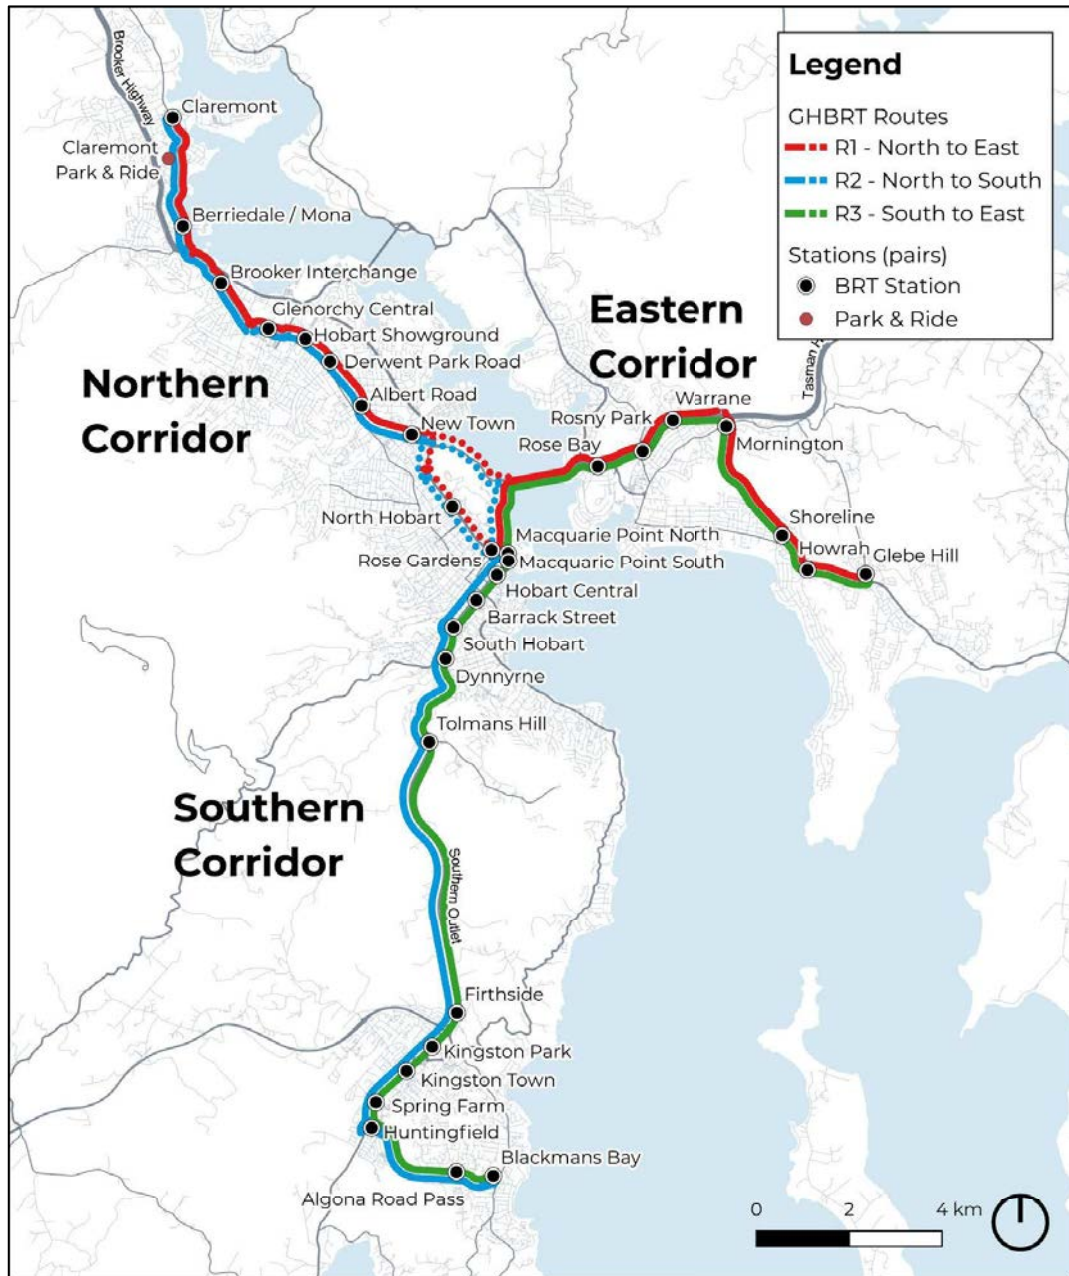 Legend
GHBRT Routes
R1 - North to East
R2 - North to South
R3 - South to East
Stations (pairs)
BRT Station
Park & Ride
Brooker Highway
Claremont
Claremont
Park & Ride
Berriedale / Mona
Brooker Interchange
Glenorchy Central
Hobart Showground
Derwent Park Road
Albert Road
New Town
Northern
Corridor
Eastern
Corridor
Tasman
Warrane
Rosny Park
Mornington
Rose Bay
North Hobart
Shoreline
Howrah
Glebe Hill
Macquarie Point North
Rose Gardens
Macquarie Point South
Hobart Central
Barrack Street
South Hobart
Dynnyrne
Tolmans Hill
Southern
Corridor
Southern Outlet
Firthside
Kingston Park
Kingston Town
Spring Farm
Huntingfield
Blackmans Bay
Algona Road Pass
0 2 4 km